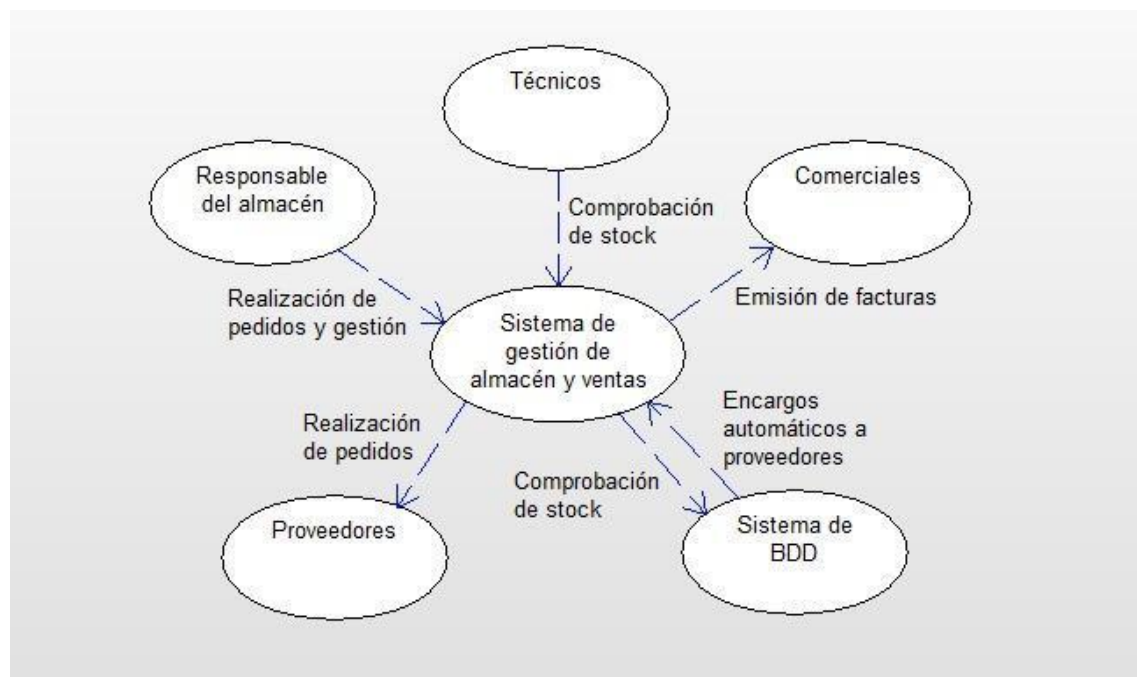 Técnicos
Responsable
del almacén
Comerciales
Comprobación
de stock
Realización de
pedidos y gestión
Emisión de facturas
Sistema de
gestión de
almacén y ventas
Realización
de pedidos
Encargos
automáticos a
proveedores
Comprobación
de stock
Proveedores
Sistema de
BDD